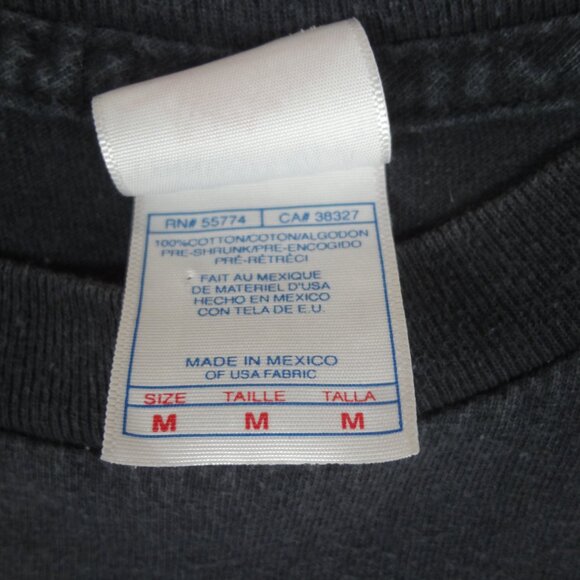 RN# 55774 CA# 38327
100%COTTON/COTON/ALGODON
PRE-SHRUNK/PRE-ENCOGIDO
PRÉ-RÉTRÉCI
FAIT AU MEXIQUE
DE MATERIEL D'USA
HECHO EN MEXICO
CON TELA DE E.U.
MADE IN MEXICO
OF USA FABRIC
SIZE TAILLE TALLA
M M M